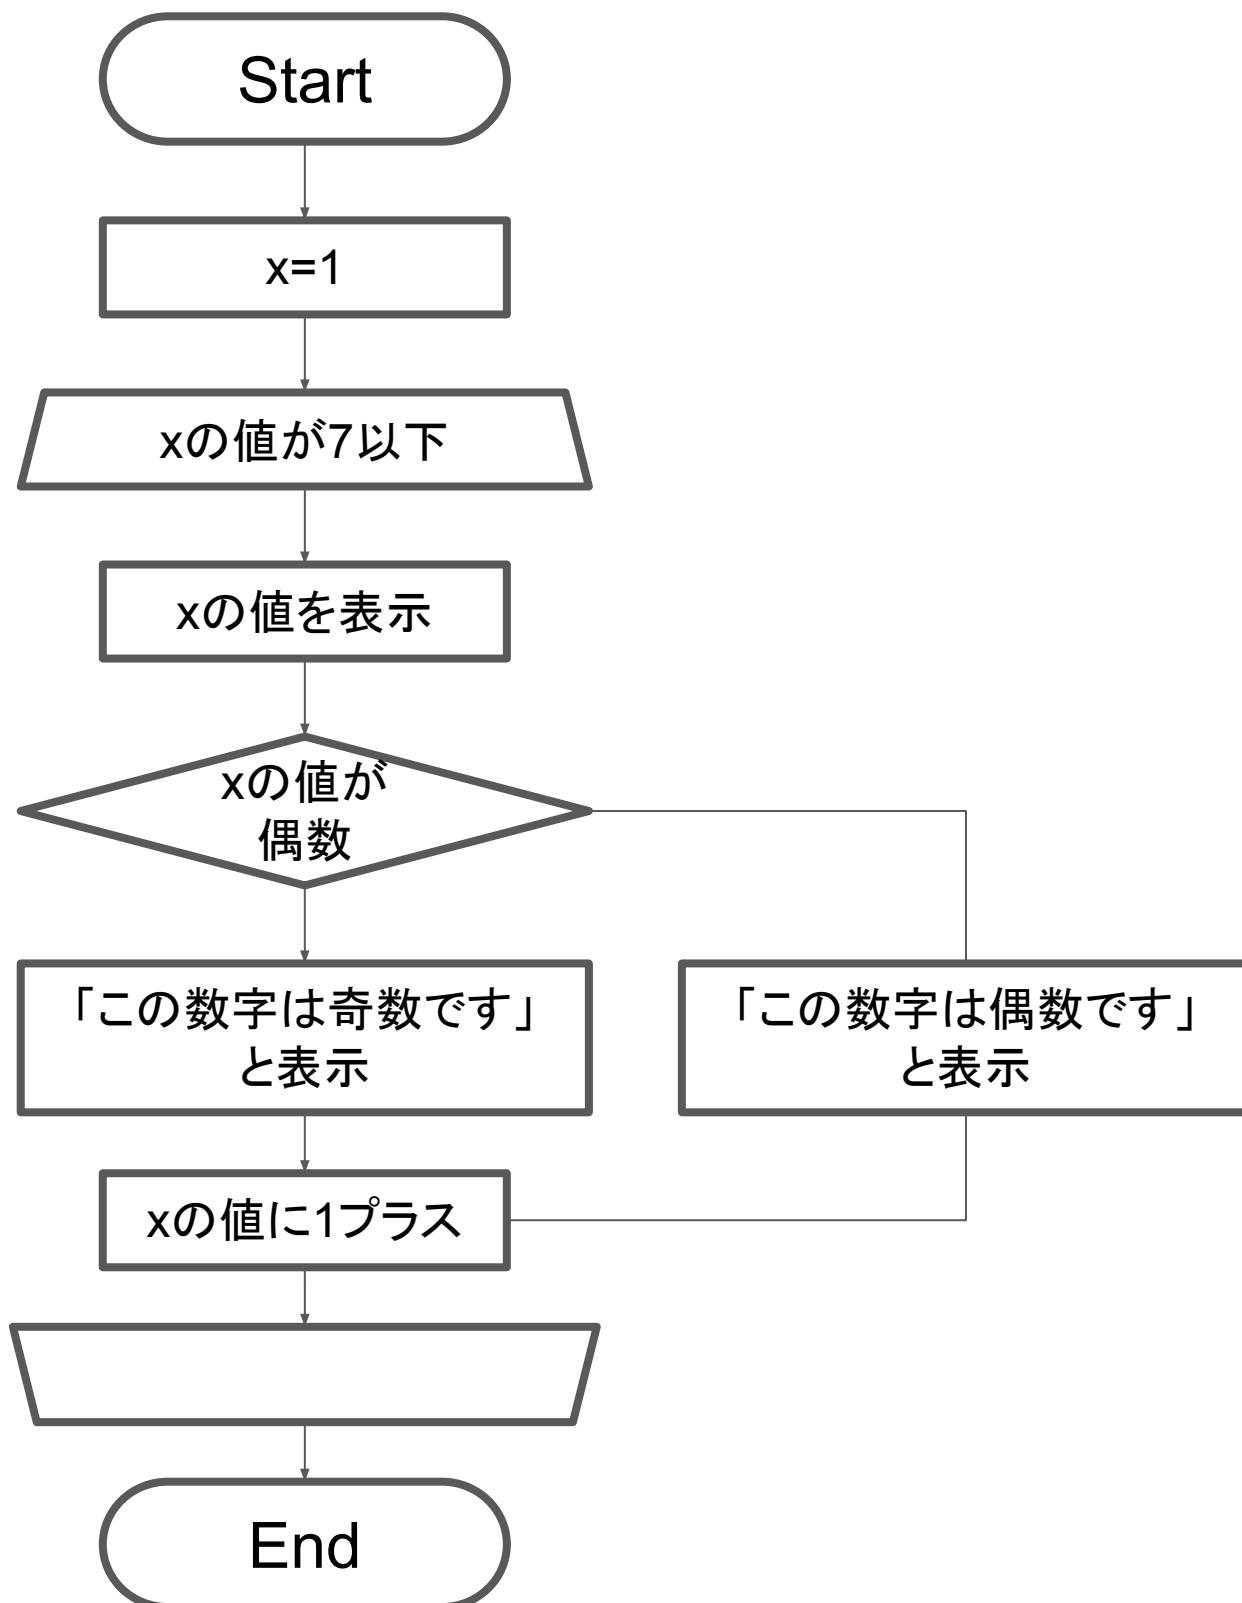 Start
x=1
xの値が7以下
xの値を表示
xの値が
偶数
「この数字は奇数です」
と表示
「この数字は偶数です」
と表示
xの値に1プラス
End